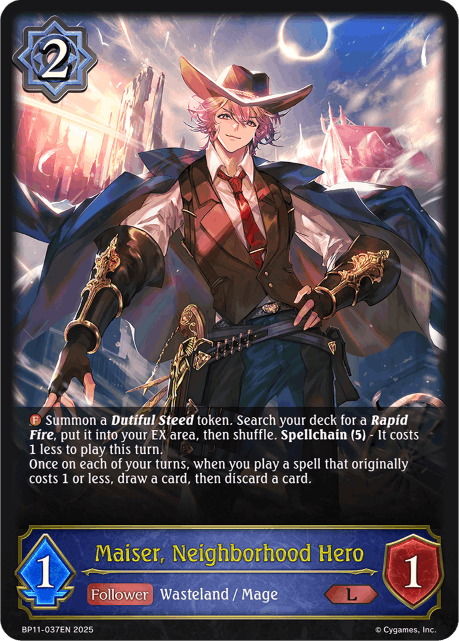 2
F Summon a Dutiful Steed token. Search your deck for a Rapid
Fire, put it into your EX area, then shuffle. Spellchain (5) - It costs
1 less to play this turn.
Once on each of your turns, when you play a spell that originally
costs 1 or less, draw a card, then discard a card.
Maiser, Neighborhood Hero
1
Follower Wasteland / Mage L
1
BP11-037EN 2025 © Cygames, Inc.